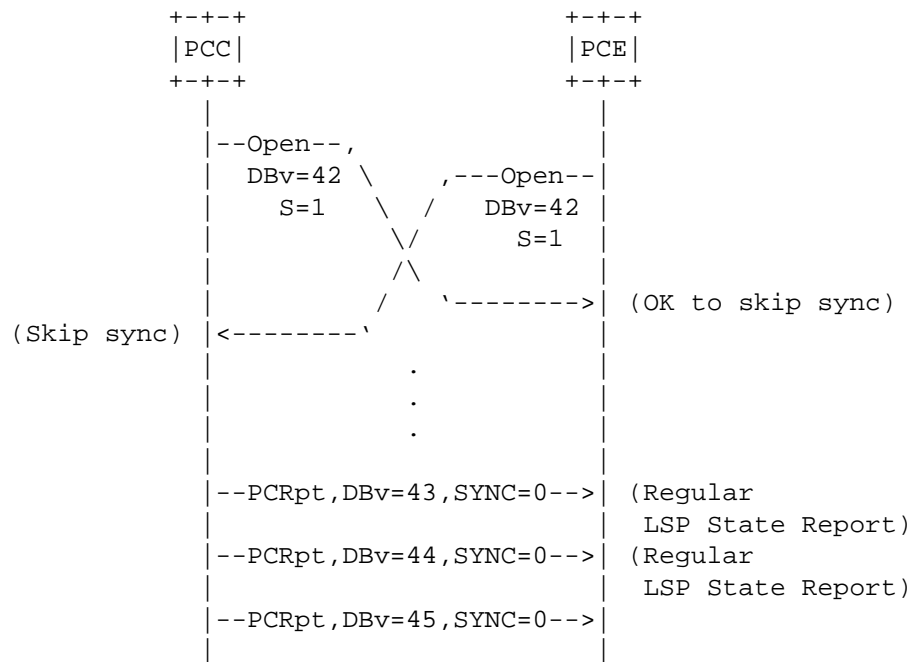 +-+-+                    +-+-+
          |PCC|                    |PCE|
          +-+-+                    +-+-+
            |                        |
            |--Open--,               |
            |  DBv=42 \    ,---Open--|
            |    S=1   \  /   DBv=42 |
            |           \/      S=1  |
            |           /\           |
            |          /  `--------->| (OK to skip sync)
(Skip sync) |<--------`              |
            |            .           |
            |            .           |
            |            .           |
            |                        |
            |--PCRpt,DBv=43,SYNC=0-->| (Regular
            |                        |  LSP State Report)
            |--PCRpt,DBv=44,SYNC=0-->| (Regular
            |                        |  LSP State Report)
            |--PCRpt,DBv=45,SYNC=0-->|
            |                        |